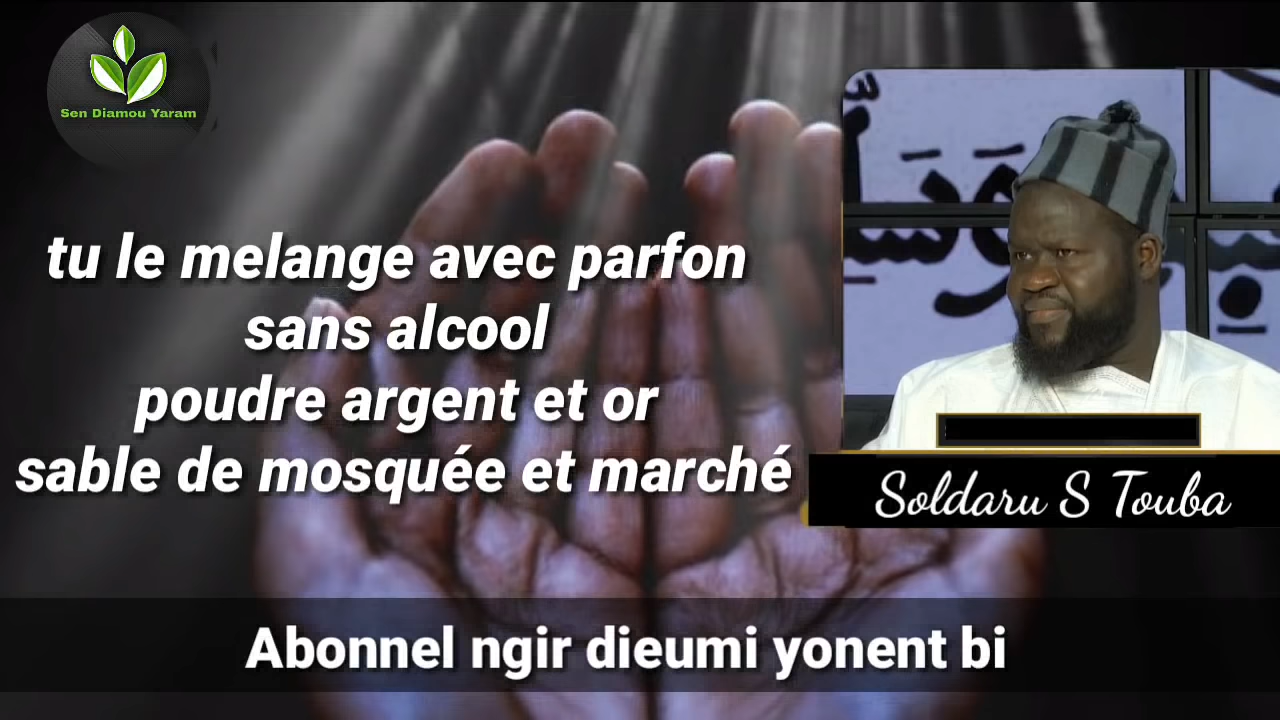 Sen Diamou Yaram
tu le melange avec parfon
sans alcool
poudre argent et or
sable de mosquée et marché
Soldaru S Touba
Abonnel ngir dieumi yonent bi